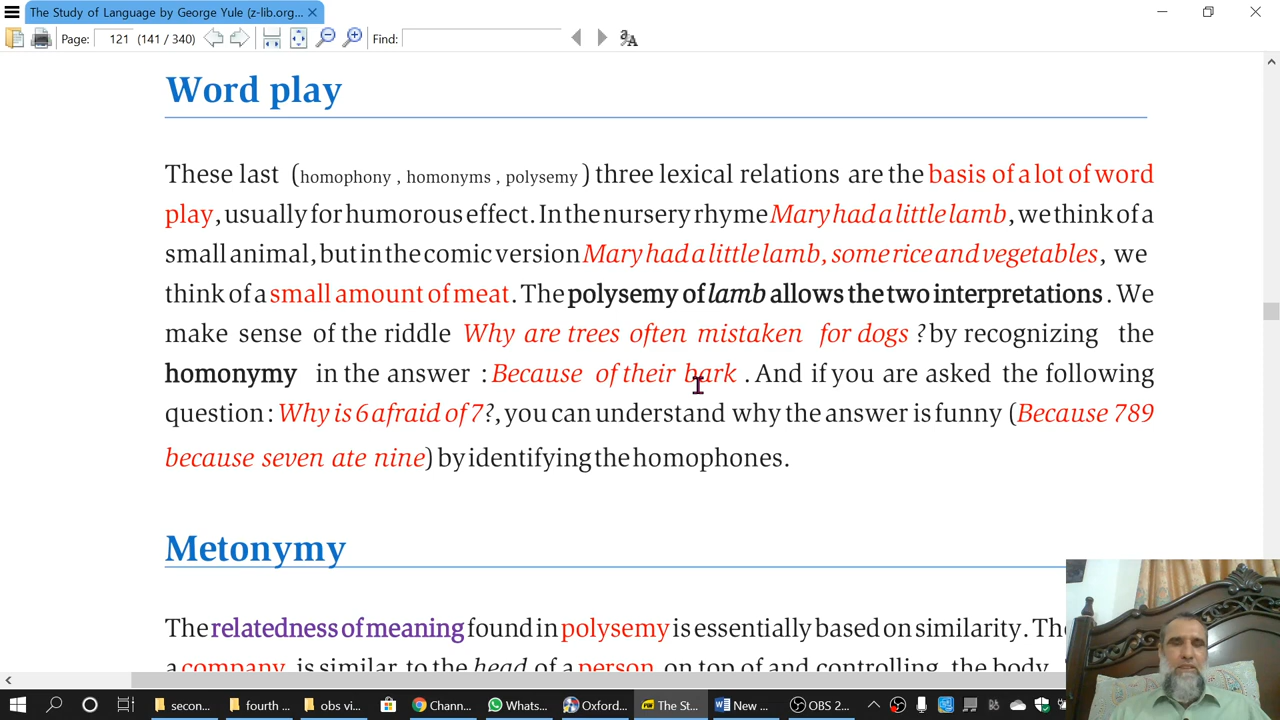 The Study of Language by George Yule (z-lib.org...
Page: 121 (141 / 340) Find:
Word play
These last (homophony , homonyms , polysemy ) three lexical relations are the basis of a lot of word
play, usually for humorous effect. In the nursery rhyme Mary had a little lamb, we think of a
small animal, but in the comic version Mary had a little lamb, some rice and vegetables, we
think of a small amount of meat. The polysemy of lamb allows the two interpretations. We
make sense of the riddle Why are trees often mistaken for dogs ? by recognizing the
homonymy in the answer : Because of their bark . And if you are asked the following
question : Why is 6 afraid of 7?, you can understand why the answer is funny (Because 789
because seven ate nine) by identifying the homophones.
Metonymy
The relatedness of meaning found in polysemy is essentially based on similarity. The
a company is similar to the head of a person on top of and controlling the body.
secon... fourth ... obs vi... Chann... Whats... Oxford... The St... New ... OBS 2...